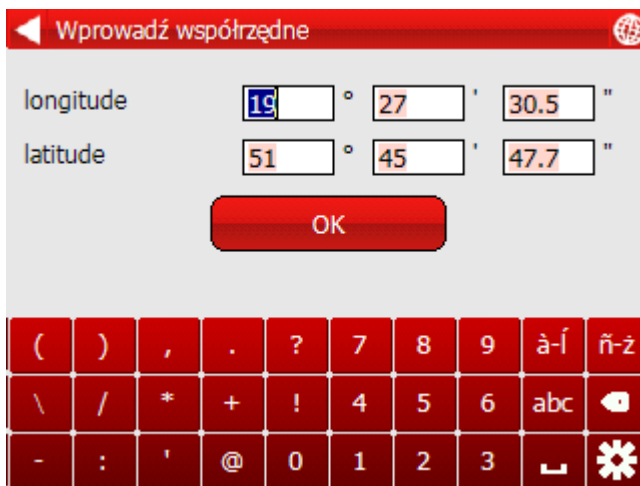 Wprowadź współrzędne
longitude 19 ° 27 ' 30.5 "
latitude 51 ° 45 ' 47.7 "
OK
( ) , . ? 7 8 9 à-Í ñ-ż
\ / * + ! 4 5 6 abc
- : ' @ 0 1 2 3